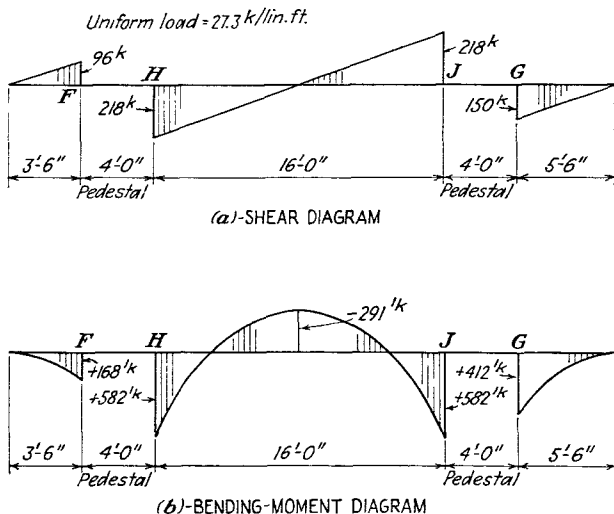 Uniform load = 27.3 k/lin.ft.
96k
F
H
218k
218k
J
G
150k
3'-6"
4'-0"
16'-0"
4'-0"
5'-6"
Pedestal
Pedestal
(a)-SHEAR DIAGRAM
-291'k
F
H
J
G
+168'k
+582'k
+412'k
+582'k
3'-6"
4'-0"
16'-0"
4'-0"
5'-6"
Pedestal
Pedestal
(b)-BENDING-MOMENT DIAGRAM